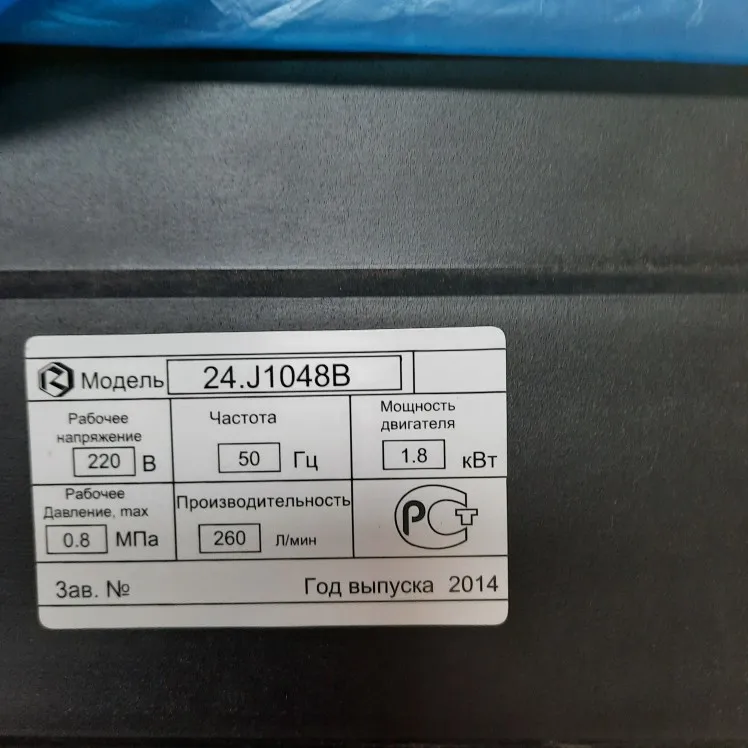 Модель 24.J1048B
Рабочее напряжение 220 В
Частота 50 Гц
Мощность двигателя 1.8 кВт
Рабочее Давление, max 0.8 МПа
Производительность 260 Л/мин
РСТ
Зав. № Год выпуска 2014